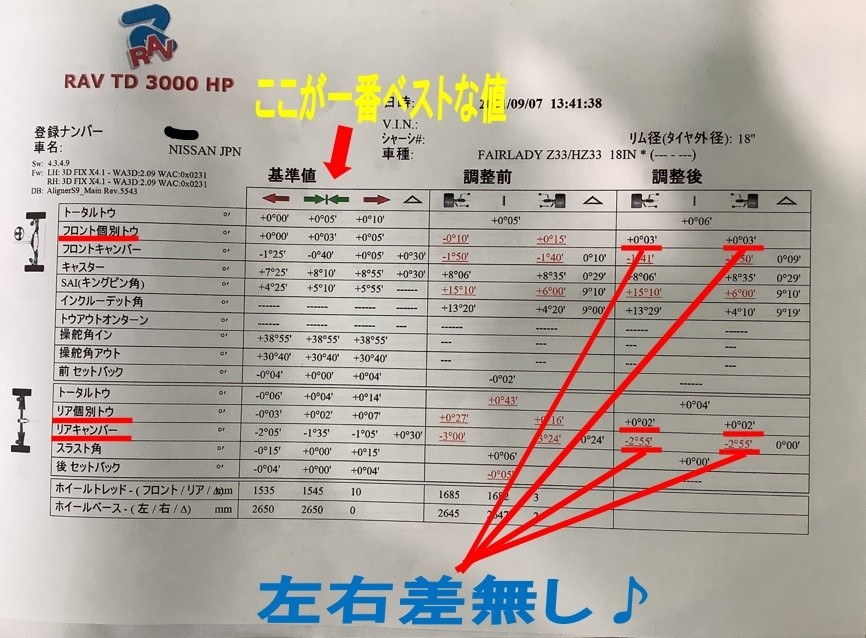 RAV
RAV TD 3000 HP
ここが一番ベストな値
日時: /09/07 13:41:38
V.I.N.:
登録ナンバー
シャーシ#: リム径(タイヤ外径): 18"
車名: NISSAN JPN 車種: FAIRLADY Z33/HZ33 18IN * (--- - ---)
Sw: 4.3.4.9
Fw: LH: 3D FIX X4.1 - WA3D:2.09 WAC:0x0231
RH: 3D FIX X4.1 - WA3D:2.09 WAC:0x0231
DB: AlignerS9_Main Rev.5543
基準値 調整前 調整後
トータルトウ o' +0°00' +0°05' +0°10' +0°05' +0°06'
フロント個別トウ o' +0°00' +0°03' +0°05' -0°10' +0°15' +0°03' +0°03'
フロントキャンバー o' -1°25' -0°40' +0°05' +0°30' -1°50' -1°40' 0°10' 0°09'
キャスター o' +7°25' +8°10' +8°55' +0°30' +8°06' +8°35' 0°29' +8°06' +8°35' 0°29'
SAI(キングピン角) o' +4°25' +5°10' +5°55' ------ +15°10' +6°00' 9°10' +15°10' +6°00' 9°10'
インクルーデット角 o' ------ ------ ------ --- +13°20' +4°20' 9°00' +13°29' +4°10' 9°19'
トウアウトオンターン o' ------ ------ ------ --- --- --- ------ ------
操舵角イン o' +38°55' +38°55' +38°55' --- --- ------ ------
操舵角アウト o' +30°40' +30°40' +30°40' --- --- ------ ------
前 セットバック o' -0°04' +0°00' +0°04' -0°02' ------
トータルトウ o' -0°06' +0°04' +0°14' +0°43' +0°04'
リア個別トウ o' -0°03' +0°02' +0°07' +0°27' +0°16' +0°02' +0°02'
リアキャンバー o' -2°05' -1°35' -1°05' +0°30' -3°00' 3°24' 0°24' -2°55' -2°55' 0°00'
スラスト角 o' -0°15' +0°00' +0°15' +0°06' +0°00'
後 セットバック o' -0°04' +0°00' +0°04' -0°05' ------
ホイールトレッド - ( フロント / リア / Δ) mm 1535 1545 10 1685 1682 3
ホイールベース - ( 左 / 右 / Δ) mm 2650 2650 0 2645
左右差無し♪